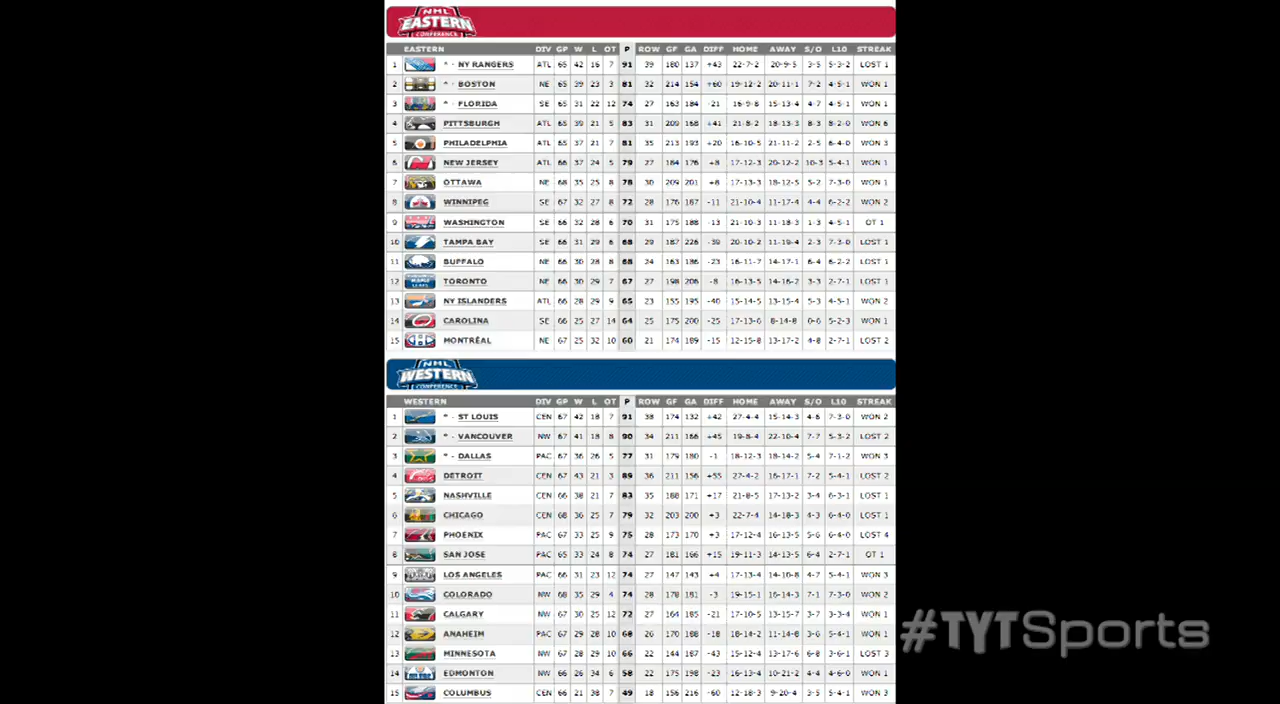 NHL
EASTERN
CONFERENCE
EASTERN DIV GP W L OT P ROW GF GA DIFF HOME AWAY S/O L10 STREAK
1 * - NY RANGERS ATL 65 42 16 7 91 39 180 137 +43 22-7-2 20-9-5 3-5 5-3-2 LOST 1
2 * - BOSTON NE 65 39 23 3 81 32 214 154 +60 19-12-2 20-11-1 7-2 4-5-1 WON 1
3 * - FLORIDA SE 65 31 22 12 74 27 163 184 -21 16-9-8 15-13-4 4-7 4-5-1 WON 1
4 PITTSBURGH ATL 65 39 21 5 83 31 209 168 +41 21-8-2 18-13-3 8-3 8-2-0 WON 6
5 PHILADELPHIA ATL 65 37 21 7 81 35 213 193 +20 16-10-5 21-11-2 2-5 6-4-0 WON 3
6 NEW JERSEY ATL 66 37 24 5 79 27 184 176 +8 17-12-3 20-12-2 10-3 5-4-1 WON 1
7 OTTAWA NE 68 35 25 8 78 30 209 201 +8 17-13-3 18-12-5 5-2 7-3-0 WON 1
8 WINNIPEG SE 67 32 27 8 72 28 176 187 -11 21-10-4 11-17-4 4-4 6-2-2 WON 2
9 WASHINGTON SE 66 32 28 6 70 31 175 188 -13 21-10-3 11-18-3 1-3 4-5-1 OT 1
10 TAMPA BAY SE 66 31 29 6 68 29 187 226 -39 20-10-2 11-19-4 2-3 6-3-0 LOST 1
11 BUFFALO NE 66 30 28 8 68 24 163 186 -23 16-11-7 14-17-1 6-4 6-2-2 LOST 1
12 TORONTO NE 66 30 29 7 67 27 198 206 -8 16-13-5 14-16-2 3-3 LOST 1
13 NY ISLANDERS ATL 66 28 29 9 65 23 155 195 -40 15-14-5 13-15-4 5-3 WON 2
14 CAROLINA SE 66 25 27 14 64 25 175 200 -25 17-13-6 8-14-8 0-6 WON 1
15 MONTRÉAL NE 67 25 32 10 60 21 174 189 -15 12-15-8 13-17-2 4-8 2-7-1 LOST 2
NHL
WESTERN
CONFERENCE
WESTERN DIV GP W L OT P ROW GF GA DIFF HOME AWAY S/O L10 STREAK
1 * - ST LOUIS CEN 67 42 18 7 91 38 174 132 +42 27-4-4 15-14-3 4-6 7-3-0 WON 2
2 * - VANCOUVER NW 67 41 18 8 90 34 211 166 +45 19-8-4 22-10-4 7-7 5-3-2 LOST 2
3 * - DALLAS PAC 67 36 26 5 77 31 179 180 -1 18-12-3 18-14-2 5-4 7-1-2 WON 3
4 DETROIT CEN 67 43 21 3 89 36 211 156 +55 27-4-2 16-17-1 7-2 5-4-1 LOST 2
5 NASHVILLE CEN 66 38 21 7 83 35 188 171 +17 21-8-5 17-13-2 3-4 6-3-1 LOST 1
6 CHICAGO CEN 68 36 25 7 79 32 203 200 +3 22-7-4 14-18-3 4-3 6-4-0 LOST 1
7 PHOENIX PAC 67 33 25 9 75 28 173 170 +3 17-12-4 16-13-5 5-6 6-4-0 LOST 4
8 SAN JOSE PAC 65 33 24 8 74 27 181 166 +15 19-11-3 14-13-5 6-4 2-7-1 OT 1
9 LOS ANGELES PAC 66 31 23 12 74 27 147 143 +4 17-13-4 14-10-8 4-7 WON 3
10 COLORADO NW 68 35 29 4 74 28 178 181 -3 19-15-1 16-14-3 7-1 WON 2
11 CALGARY NW 67 30 25 12 72 27 164 185 -21 17-10-5 13-15-7 3-7 WON 1
12 ANAHEIM PAC 67 29 28 10 68 26 188 -18 3-6 WON 1
13 MINNESOTA NW 67 28 29 10 66 22 144 187 -43 15-12-4 13-17-6 6-8 3-6-1 LOST 3
14 EDMONTON NW 66 26 34 6 58 22 175 198 -23 16-13-4 10-21-2 4-4 4-6-0 WON 1
15 COLUMBUS CEN 66 21 38 7 49 18 156 216 -60 12-18-3 9-20-4 3-5 5-4-1 WON 3
#TYTSports